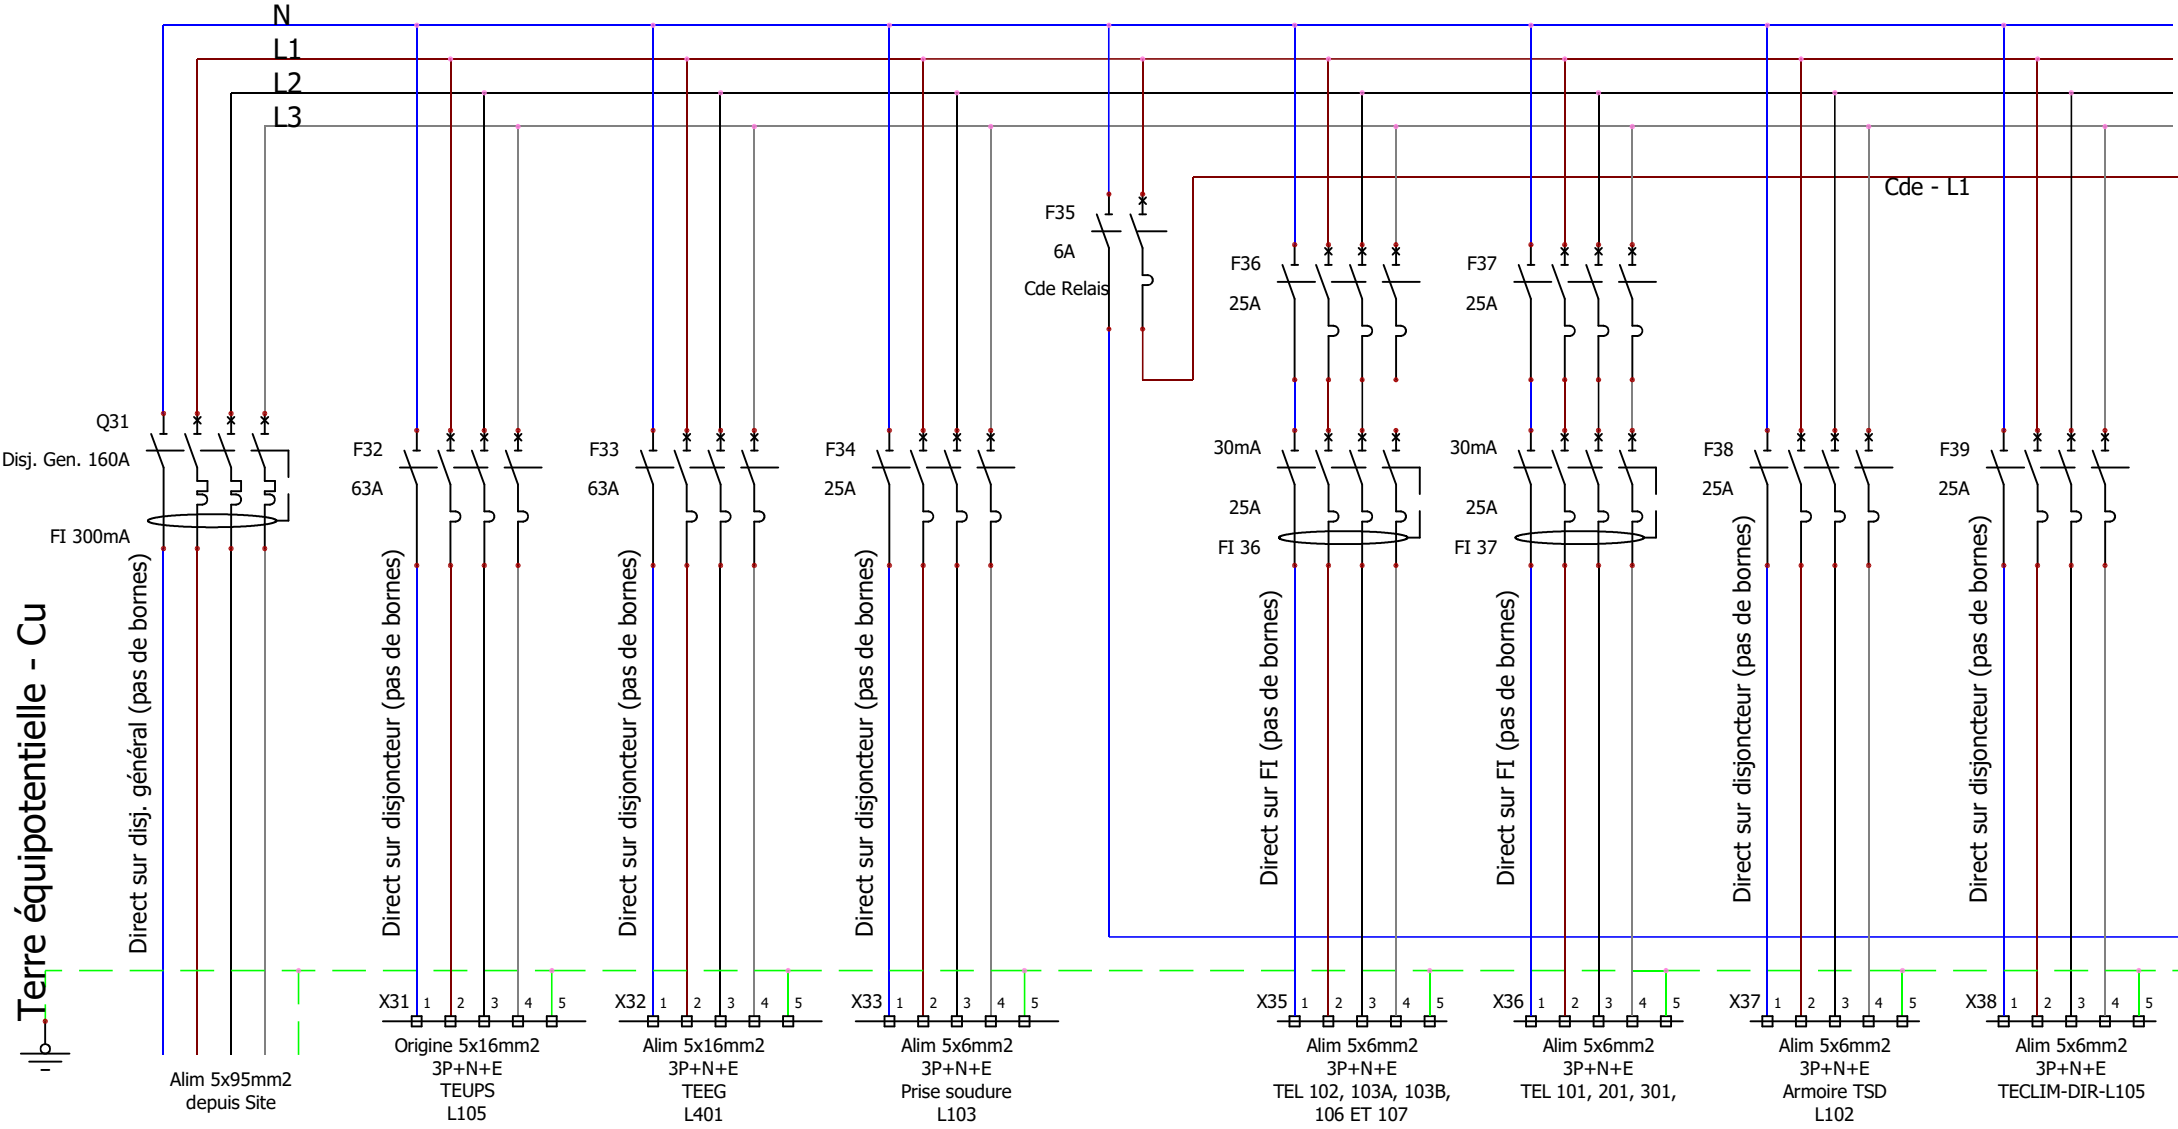 N
L1
L2
L3
Cde - L1
F35
6A
Cde Relais
F36
25A
F37
25A
Q31
Disj. Gen. 160A
FI 300mA
F32
63A
F33
63A
F34
25A
30mA
25A
FI 36
30mA
25A
FI 37
F38
25A
F39
25A
Terre équipotentielle - Cu
Direct sur disj. général (pas de bornes)
Direct sur disjoncteur (pas de bornes)
Direct sur disjoncteur (pas de bornes)
Direct sur disjoncteur (pas de bornes)
Direct sur FI (pas de bornes)
Direct sur FI (pas de bornes)
Direct sur disjoncteur (pas de bornes)
Direct sur disjoncteur (pas de bornes)
X31 1 2 3 4 5
X32 1 2 3 4 5
X33 1 2 3 4 5
X35 1 2 3 4 5
X36 1 2 3 4 5
X37 1 2 3 4 5
X38 1 2 3 4 5
Alim 5x95mm2
depuis Site
Origine 5x16mm2
3P+N+E
TEUPS
L105
Alim 5x16mm2
3P+N+E
TEEG
L401
Alim 5x6mm2
3P+N+E
Prise soudure
L103
Alim 5x6mm2
3P+N+E
TEL 102, 103A, 103B,
106 ET 107
Alim 5x6mm2
3P+N+E
TEL 101, 201, 301,
Alim 5x6mm2
3P+N+E
Armoire TSD
L102
Alim 5x6mm2
3P+N+E
TECLIM-DIR-L105